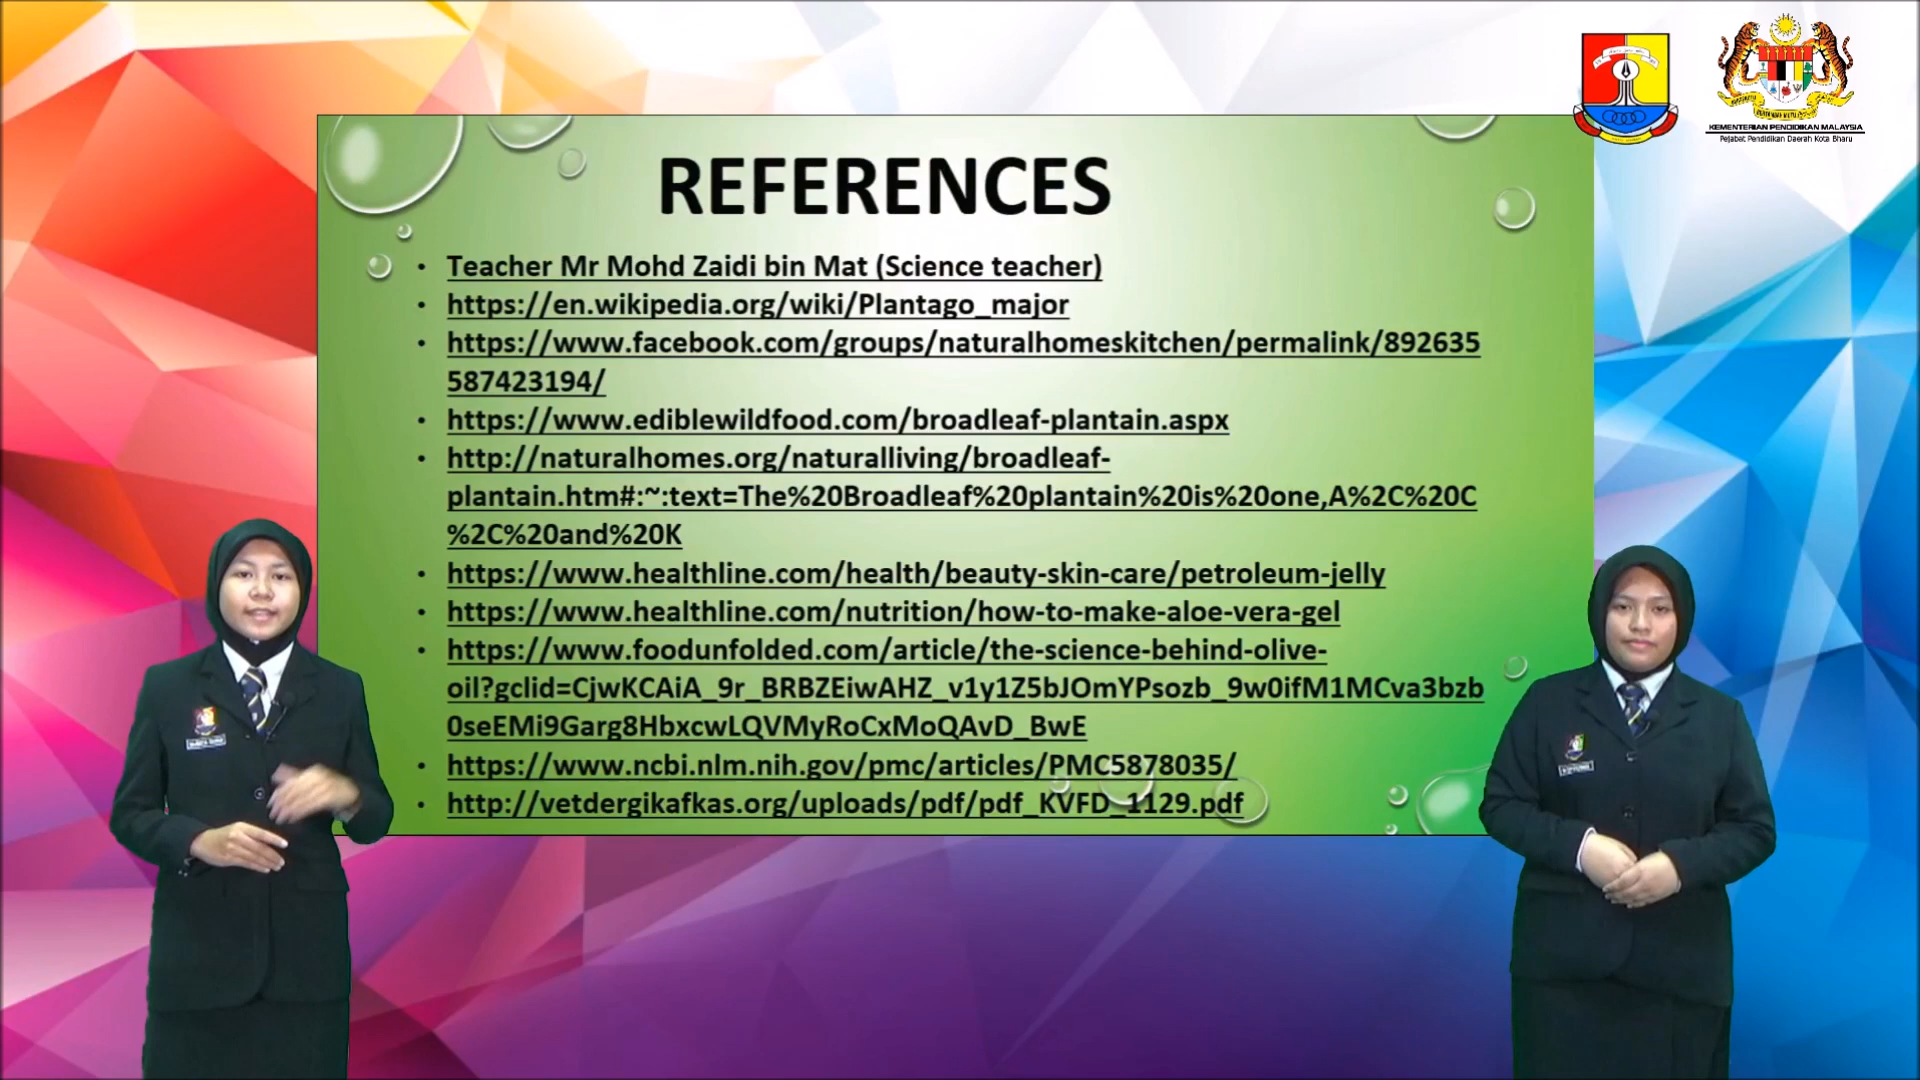 KEMENTERIAN PENDIDIKAN MALAYSIA
Pejabat Pendidikan Daerah Kota Bharu
REFERENCES
• Teacher Mr Mohd Zaidi bin Mat (Science teacher)
• https://en.wikipedia.org/wiki/Plantago_major
• https://www.facebook.com/groups/naturalhomeskitchen/permalink/892635
587423194/
• https://www.ediblewildfood.com/broadleaf-plantain.aspx
• http://naturalhomes.org/naturalliving/broadleaf-
plantain.htm#:~:text=The%20Broadleaf%20plantain%20is%20one,A%2C%20C
%2C%20and%20K
• https://www.healthline.com/health/beauty-skin-care/petroleum-jelly
• https://www.healthline.com/nutrition/how-to-make-aloe-vera-gel
• https://www.foodunfolded.com/article/the-science-behind-olive-
oil?gclid=CjwKCAiA_9r_BRBZEiwAHZ_v1y1Z5bJOmYPsozb_9w0ifM1MCva3bzb
0seEMi9Garg8HbxcwLQVMyRoCxMoQAvD_BwE
• https://www.ncbi.nlm.nih.gov/pmc/articles/PMC5878035/
• http://vetdergikafkas.org/uploads/pdf/pdf_KVFD_1129.pdf